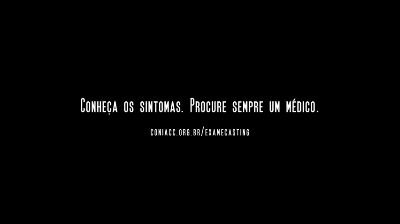 Conheça os sintomas. Procure sempre um médico.
coniacc.org.br/examecasting